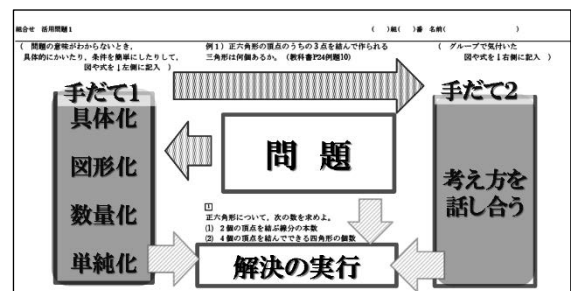 組合せ 活用問題1 ( )組( )番 名前( )
( 問題の意味がわからないとき,
具体的にかいたり,条件を簡単にしたりして,
図や式を↓左側に記入 )
例1)正六角形の頂点のうちの3点を結んで作られる
三角形は何個あるか。(教科書P24例題10)
( グループで気付いた
図や式を↓右側に記入 )
手だて1
具体化
図形化
数量化
単純化
問 題
手だて2
考え方を
話し合う
1
正六角形について,次の数を求めよ。
(1) 2個の頂点を結ぶ線分の本数
(2) 4個の頂点を結んでできる四角形の個数
解決の実行